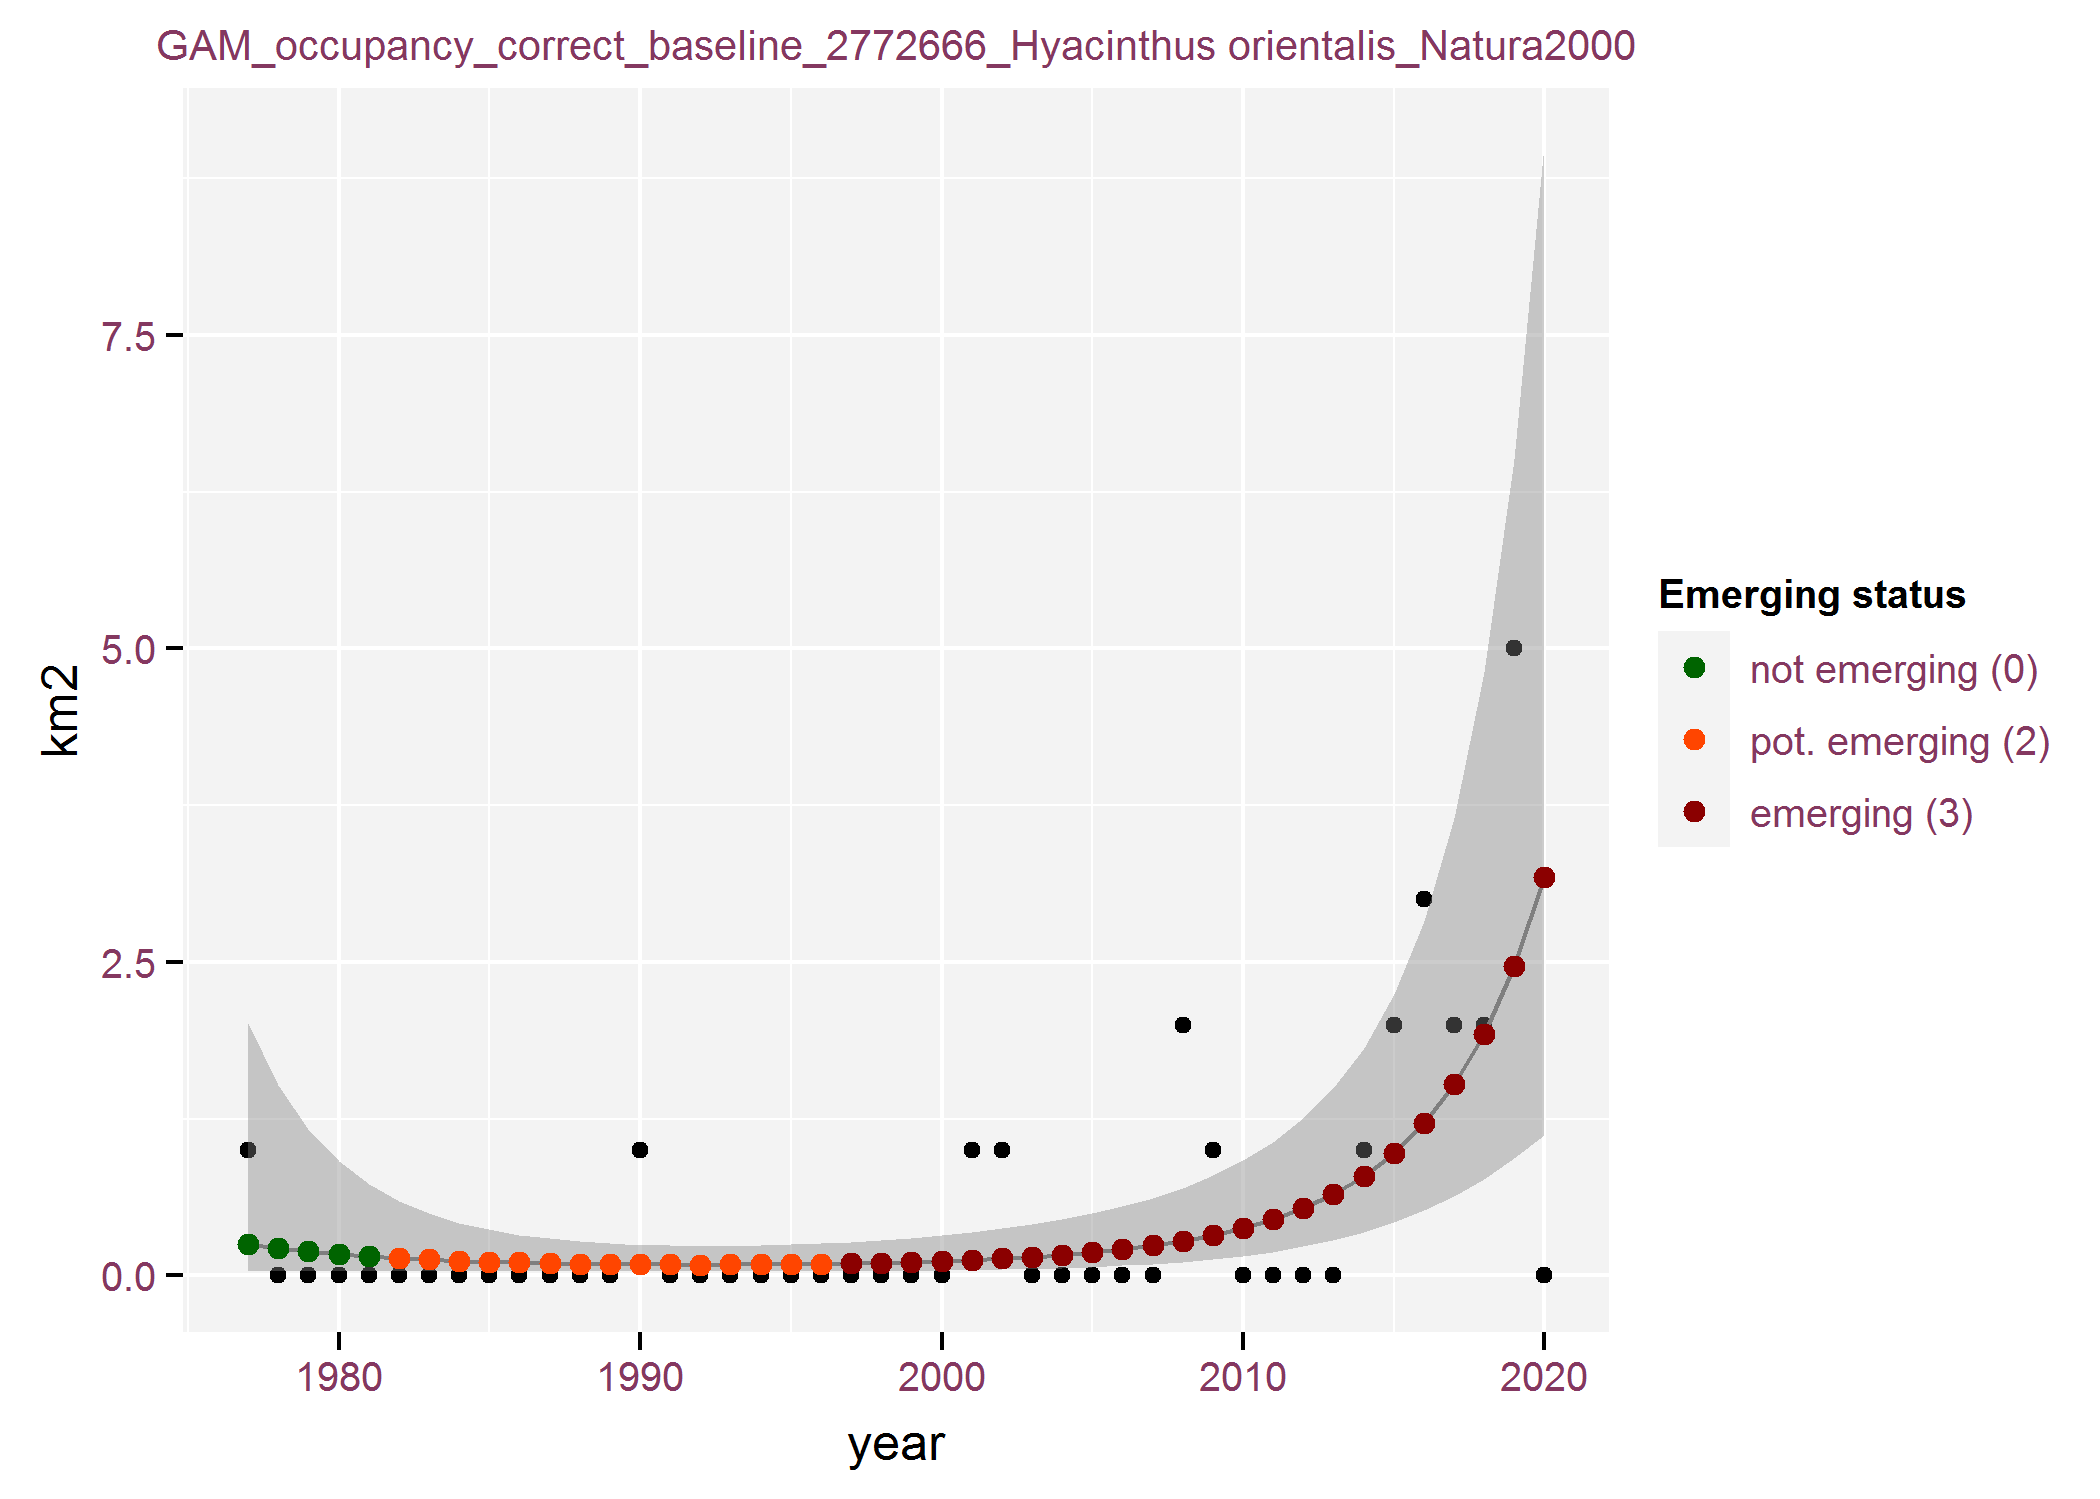 GAM_occupancy_correct_baseline_2772666_Hyacinthus orientalis_Natura2000
km2
7.5
5.0
2.5
0.0
1980 1990 2000 2010 2020
year
Emerging status
not emerging (0)
pot. emerging (2)
emerging (3)